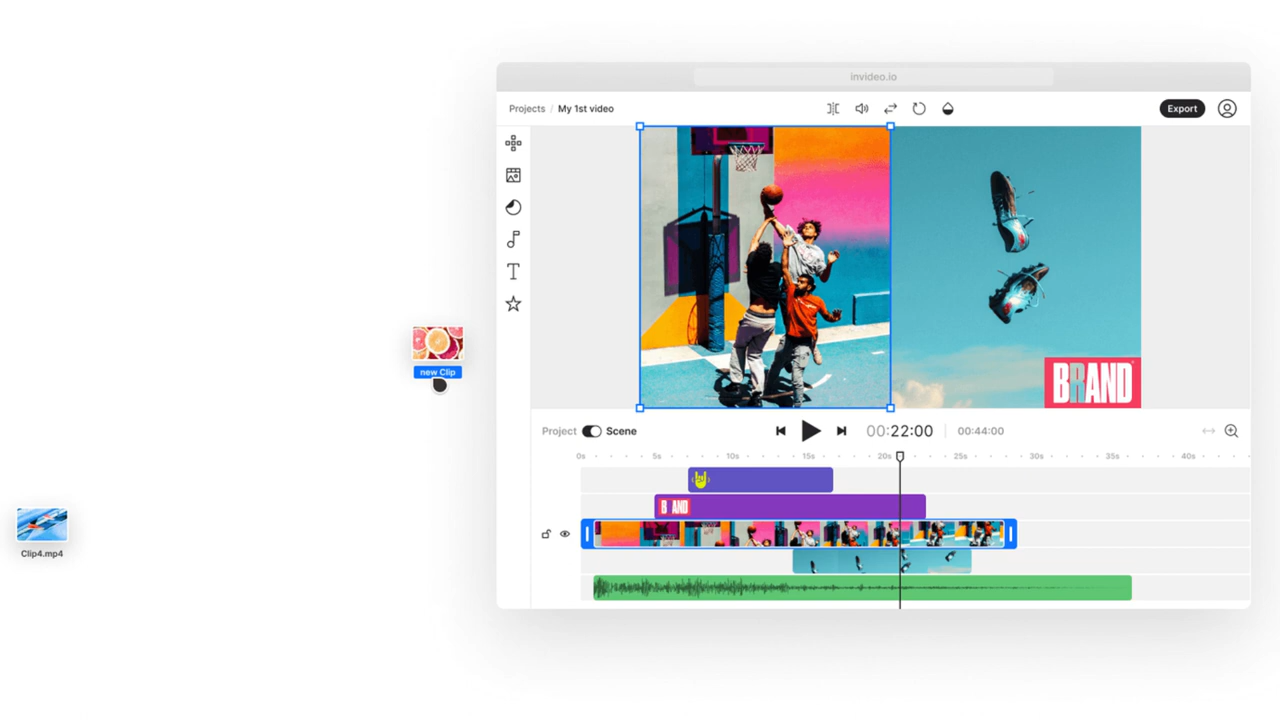 invideo.io
Projects / My 1st video
Export
new Clip
BRAND
Project Scene
00:22:00 00:44:00
0s 5s 10s 15s 20s 25s 30s 35s 40s
BRAND
Clip4.mp4